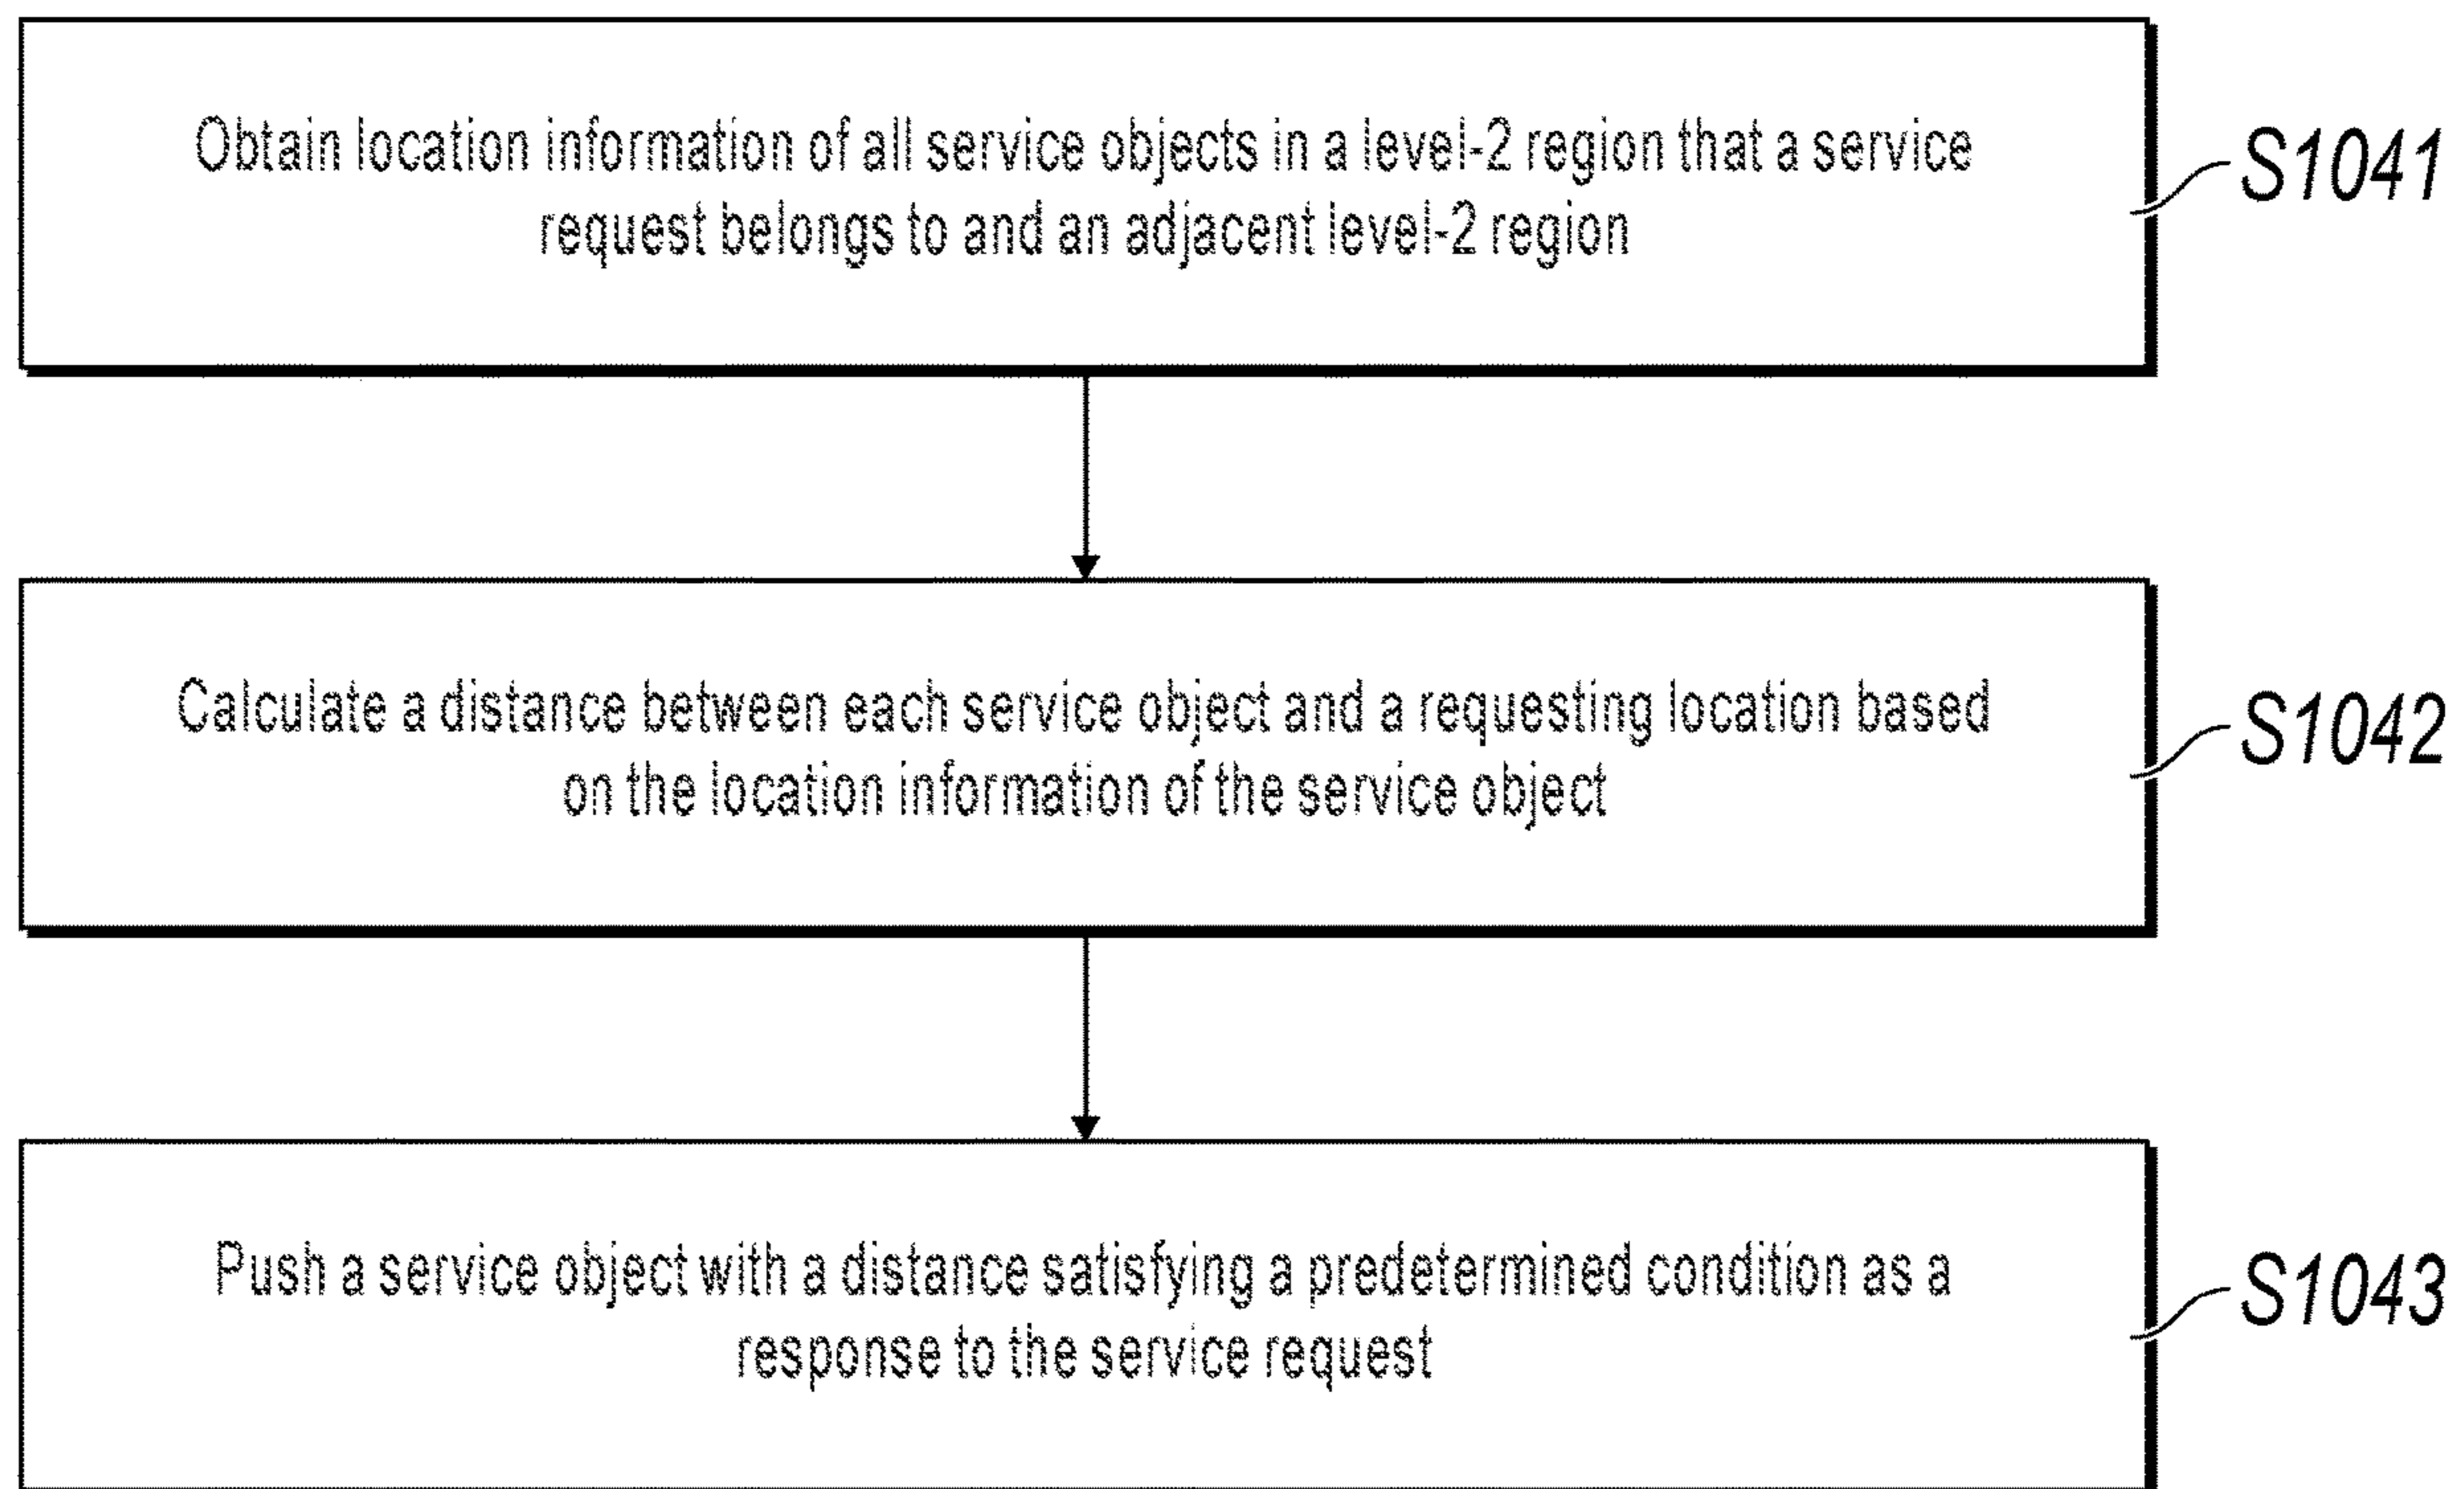 Obtain location information of all service objects in a level-2 region that a service
request belongs to and an adjacent level-2 region
S1041
Calculate a distance between each service object and a requesting location based
on the location information of the service object
S1042
Push a service object with a distance satisfying a predetermined condition as a
response to the service request
S1043